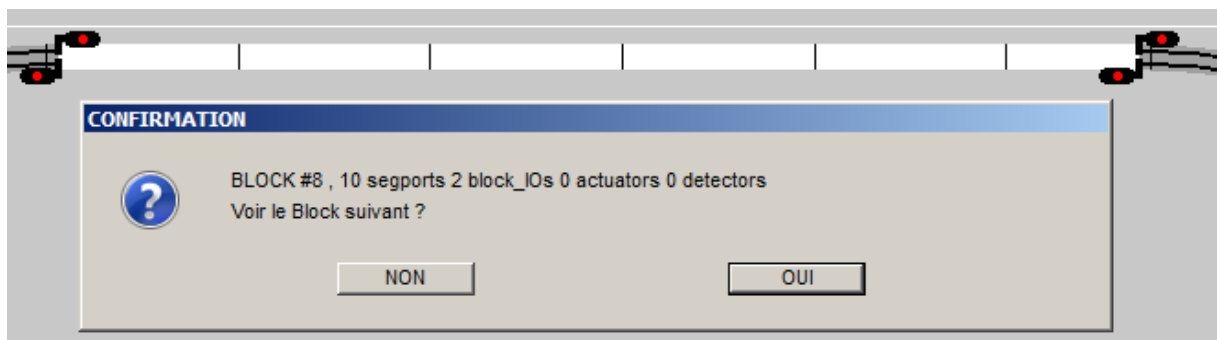 CONFIRMATION
BLOCK #8 , 10 segports 2 block_IOs 0 actuators 0 detectors
Voir le Block suivant ?
NON
OUI